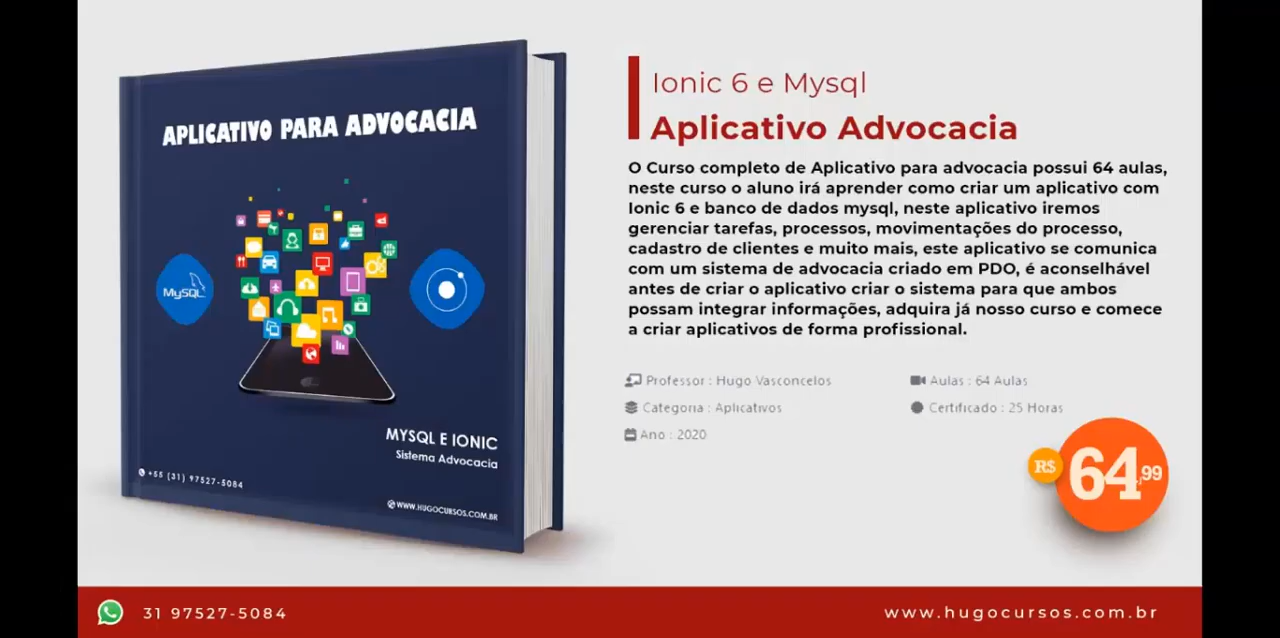 APLICATIVO PARA ADVOCACIA
MySQL
MYSQL E IONIC
Sistema Advocacia
+55 (31) 97527-5084
WWW.HUGOCURSOS.COM.BR
Ionic 6 e Mysql
Aplicativo Advocacia
O Curso completo de Aplicativo para advocacia possui 64 aulas,
neste curso o aluno irá aprender como criar um aplicativo com
Ionic 6 e banco de dados mysql, neste aplicativo iremos
gerenciar tarefas, processos, movimentações do processo,
cadastro de clientes e muito mais, este aplicativo se comunica
com um sistema de advocacia criado em PDO, é aconselhável
antes de criar o aplicativo criar o sistema para que ambos
possam integrar informações, adquira já nosso curso e comece
a criar aplicativos de forma profissional.
Professor : Hugo Vasconcelos
Aulas : 64 Aulas
Categoria : Aplicativos
Certificado : 25 Horas
Ano : 2020
R$ 64,99
31 97527-5084
www.hugocursos.com.br